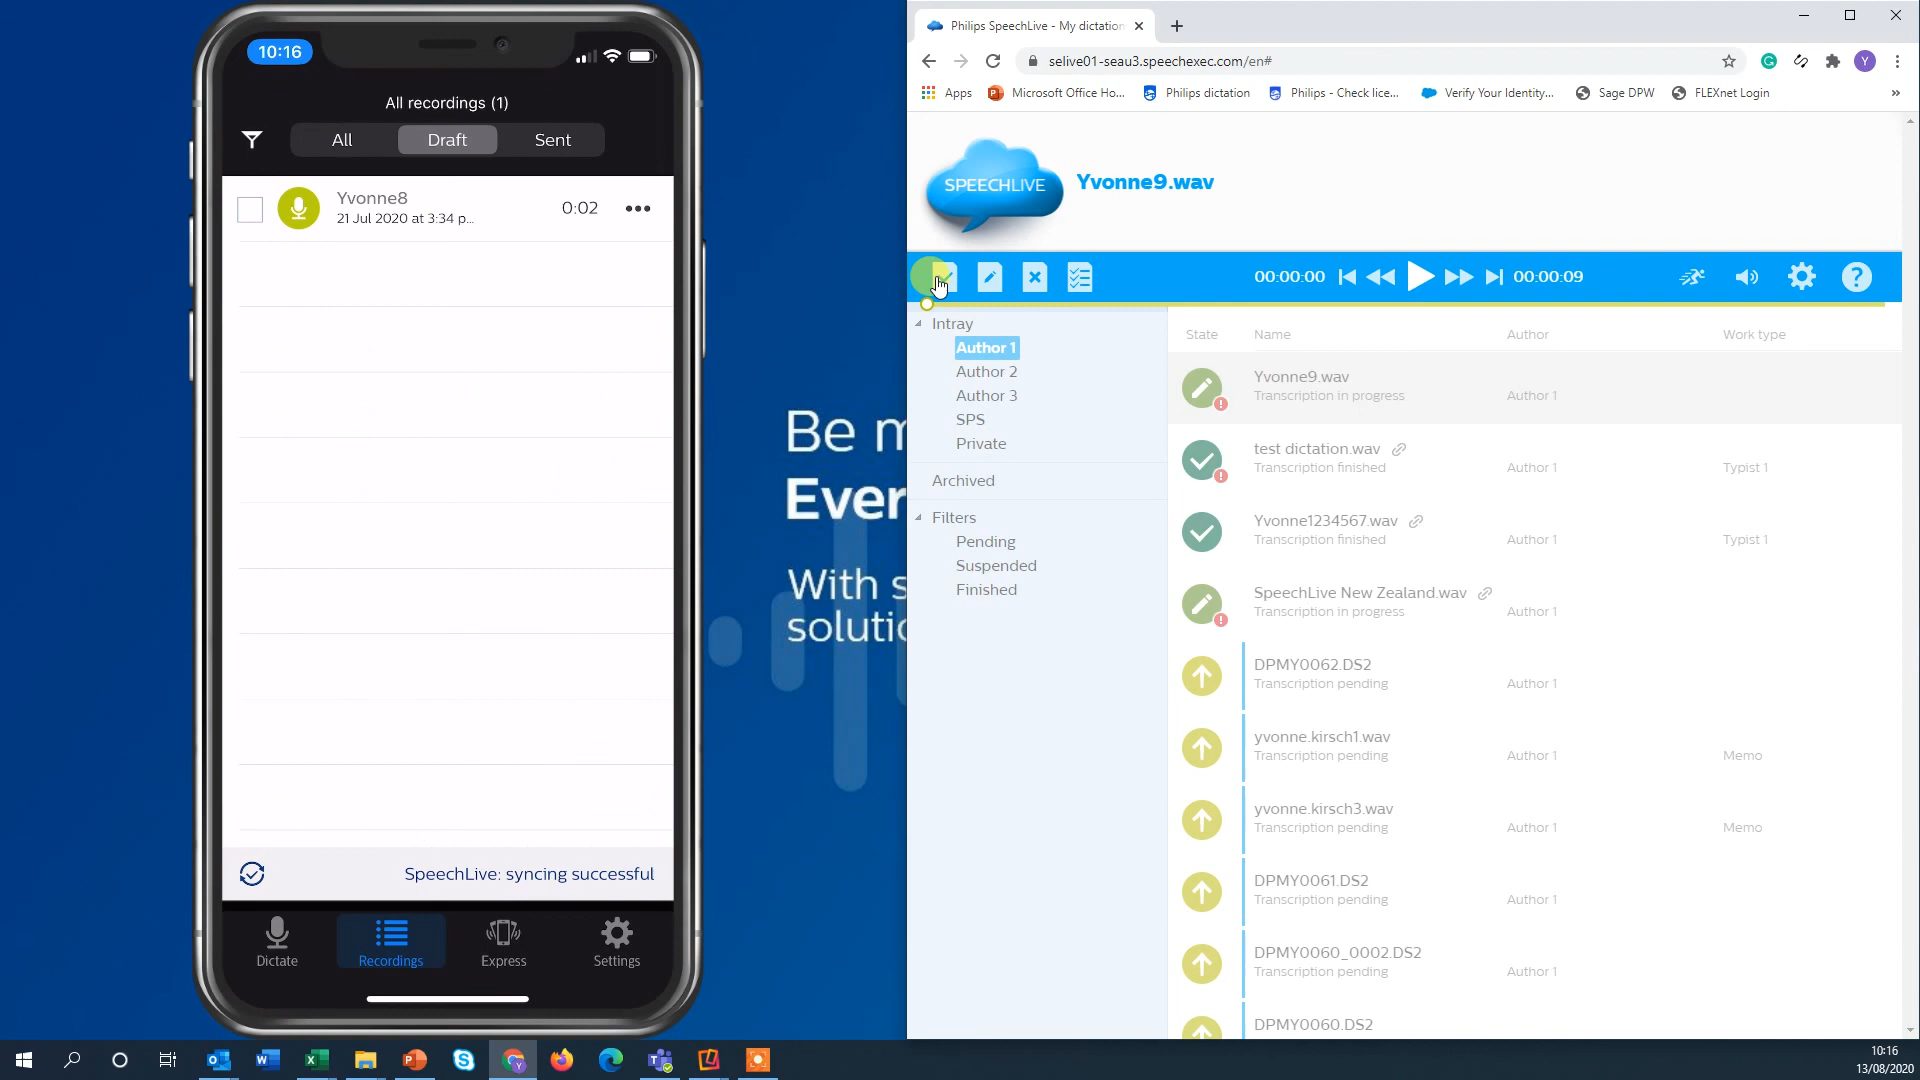 10:16
All recordings (1)
All
Draft
Sent
Yvonne8
21 Jul 2020 at 3:34 p...
0:02
SpeechLive: syncing successful
Dictate
Recordings
Express
Settings
Be m
Ever
With s
soluti
Philips SpeechLive - My dictation
selive01-seau3.speechexec.com/en#
Apps
Microsoft Office Ho...
Philips dictation
Philips - Check lice...
Verify Your Identity...
Sage DPW
FLEXnet Login
SPEECHLIVE
Yvonne9.wav
00:00:00
00:00:09
Intray
Author 1
Author 2
Author 3
SPS
Private
Archived
Filters
Pending
Suspended
Finished
State Name Author Work type
Yvonne9.wav
Transcription in progress Author 1
test dictation.wav
Transcription finished Author 1 Typist 1
Yvonne1234567.wav
Transcription finished Author 1 Typist 1
SpeechLive New Zealand.wav
Transcription in progress Author 1
DPMY0062.DS2
Transcription pending Author 1
yvonne.kirsch1.wav
Transcription pending Author 1 Memo
yvonne.kirsch3.wav
Transcription pending Author 1 Memo
DPMY0061.DS2
Transcription pending Author 1
DPMY0060_0002.DS2
Transcription pending Author 1
DPMY0060.DS2
10:16
13/08/2020